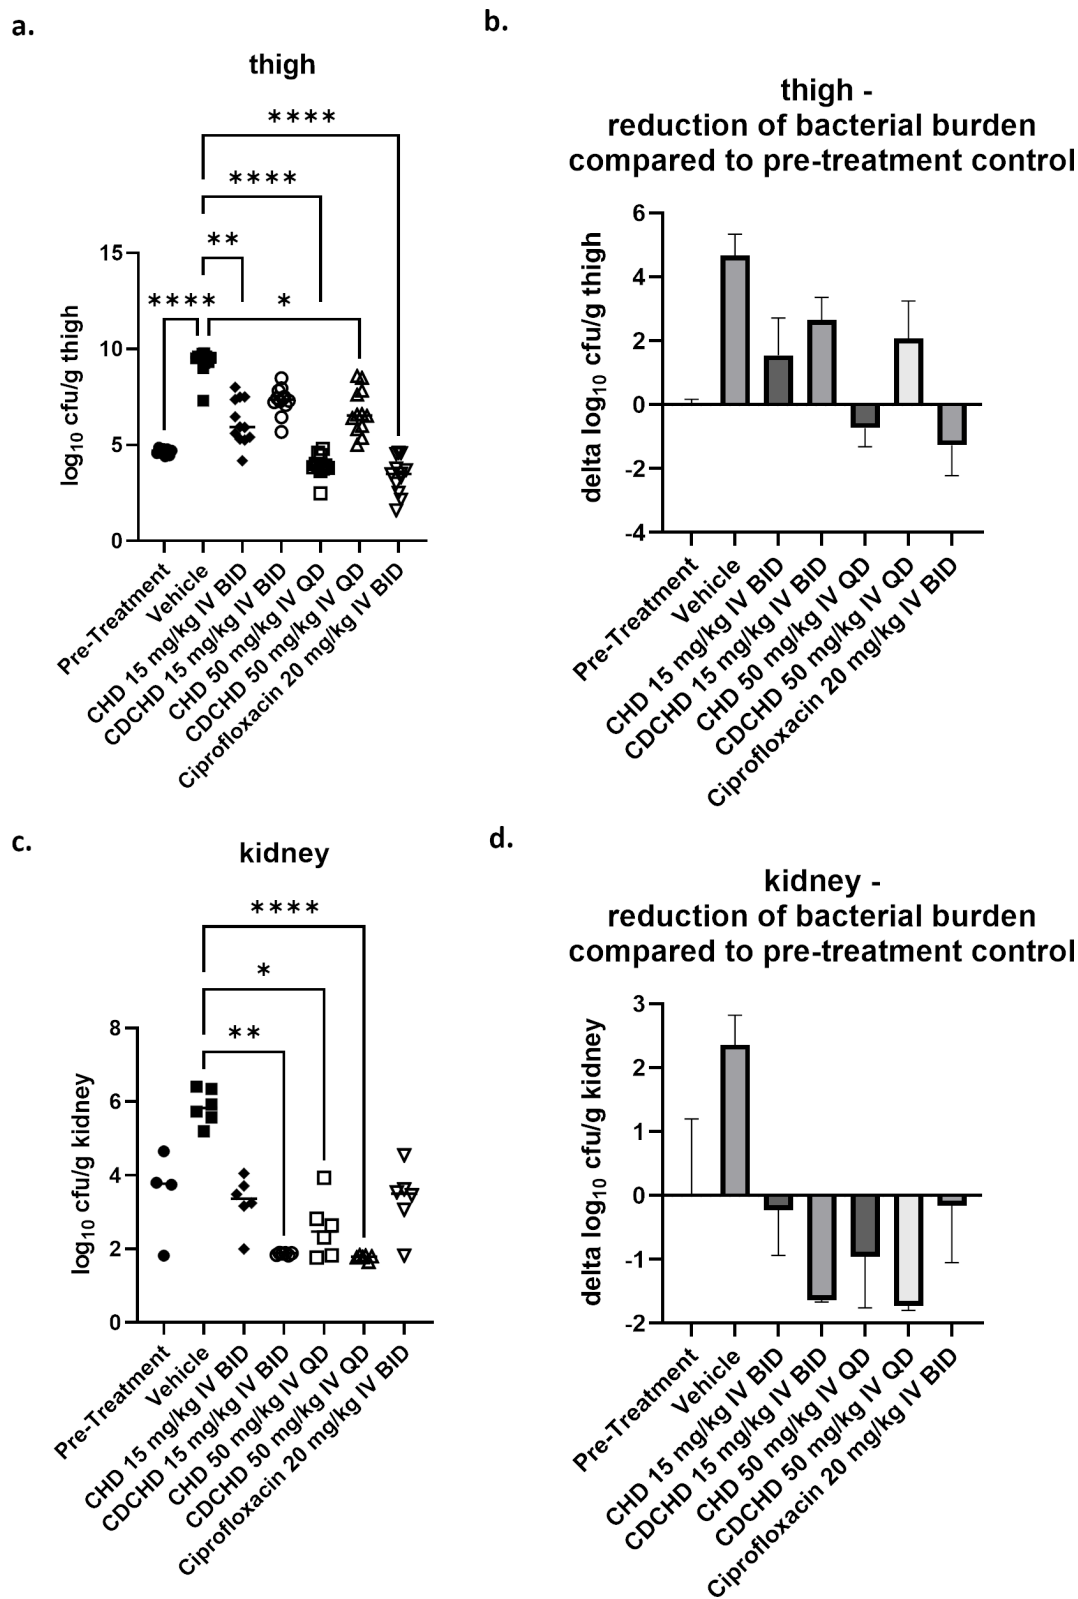 a.
thigh
****
****
**
**** *
15
10
5
0
log10 cfu/g thigh
Pre-Treatment
Vehicle
CHD 15 mg/kg IV BID
CDCHD 15 mg/kg IV BID
CHD 50 mg/kg IV QD
CDCHD 50 mg/kg IV QD
Ciprofloxacin 20 mg/kg IV BID
b.
thigh -
reduction of bacterial burden
compared to pre-treatment control
6
4
2
0
-2
-4
delta log10 cfu/g thigh
Pre-Treatment
Vehicle
CHD 15 mg/kg IV BID
CDCHD 15 mg/kg IV BID
CHD 50 mg/kg IV QD
CDCHD 50 mg/kg IV QD
Ciprofloxacin 20 mg/kg IV BID
c.
kidney
****
*
**
8
6
4
2
0
log10 cfu/g kidney
Pre-Treatment
Vehicle
CHD 15 mg/kg IV BID
CDCHD 15 mg/kg IV BID
CHD 50 mg/kg IV QD
CDCHD 50 mg/kg IV QD
Ciprofloxacin 20 mg/kg IV BID
d.
kidney -
reduction of bacterial burden
compared to pre-treatment control
3
2
1
0
-1
-2
delta log10 cfu/g kidney
Pre-Treatment
Vehicle
CHD 15 mg/kg IV BID
CDCHD 15 mg/kg IV BID
CHD 50 mg/kg IV QD
CDCHD 50 mg/kg IV QD
Ciprofloxacin 20 mg/kg IV BID